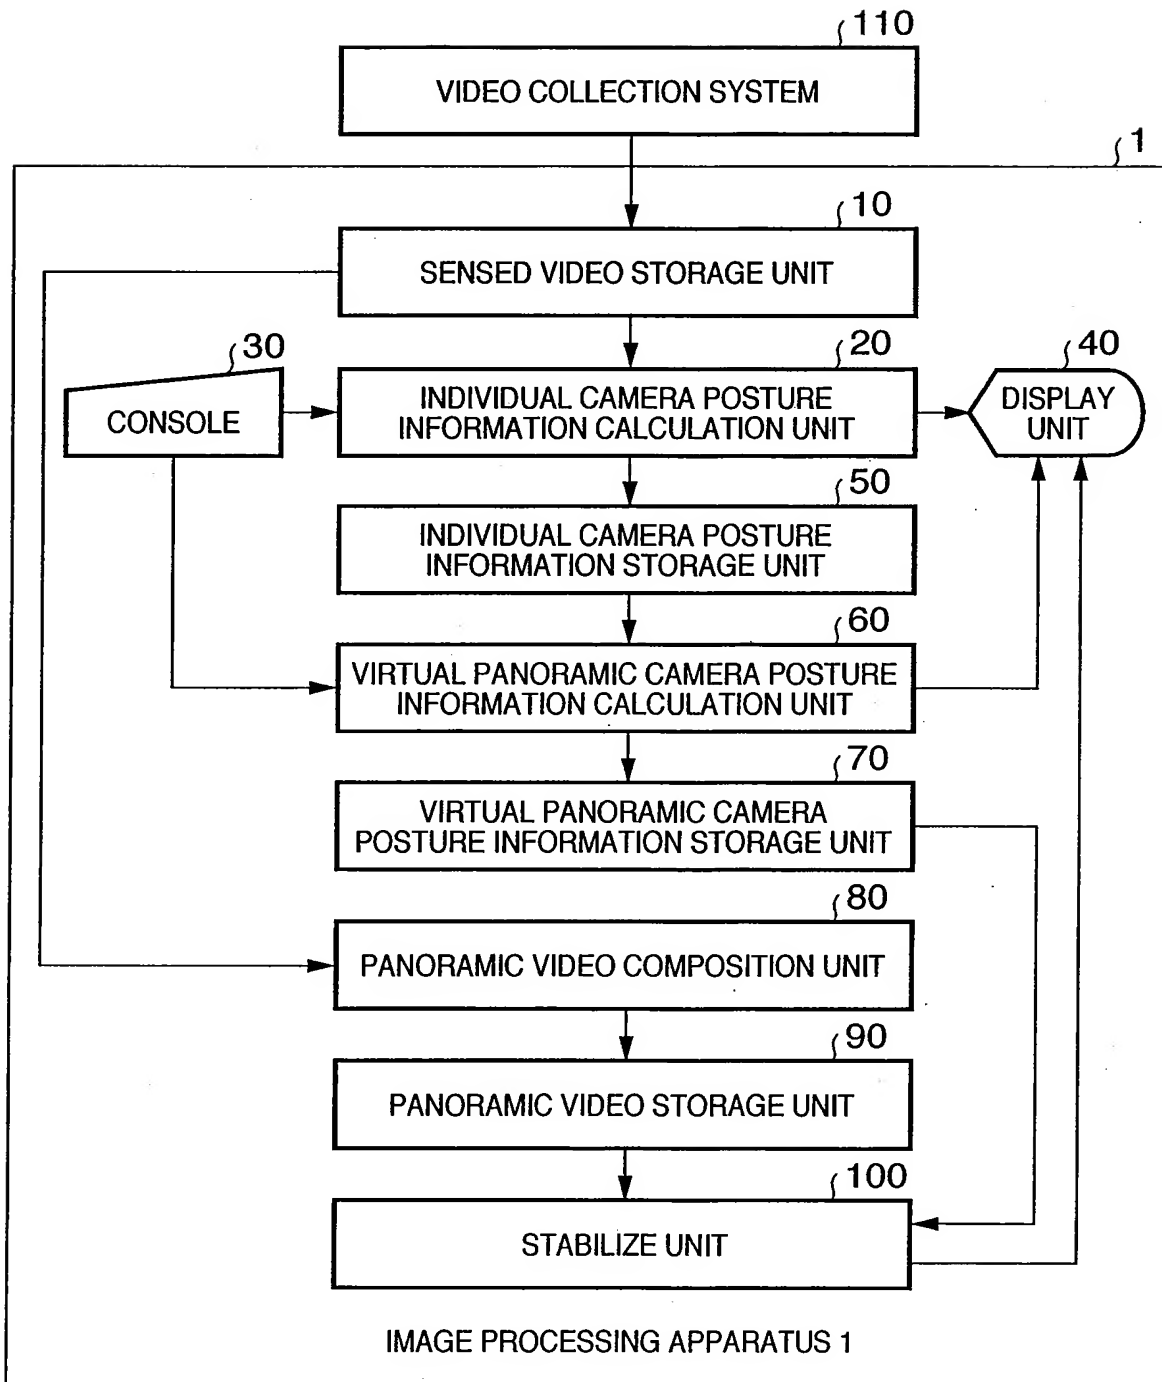 110
VIDEO COLLECTION SYSTEM
1
10
SENSED VIDEO STORAGE UNIT
30
CONSOLE
20
INDIVIDUAL CAMERA POSTURE
INFORMATION CALCULATION UNIT
40
DISPLAY
UNIT
50
INDIVIDUAL CAMERA POSTURE
INFORMATION STORAGE UNIT
60
VIRTUAL PANORAMIC CAMERA POSTURE
INFORMATION CALCULATION UNIT
70
VIRTUAL PANORAMIC CAMERA
POSTURE INFORMATION STORAGE UNIT
80
PANORAMIC VIDEO COMPOSITION UNIT
90
PANORAMIC VIDEO STORAGE UNIT
100
STABILIZE UNIT
IMAGE PROCESSING APPARATUS 1